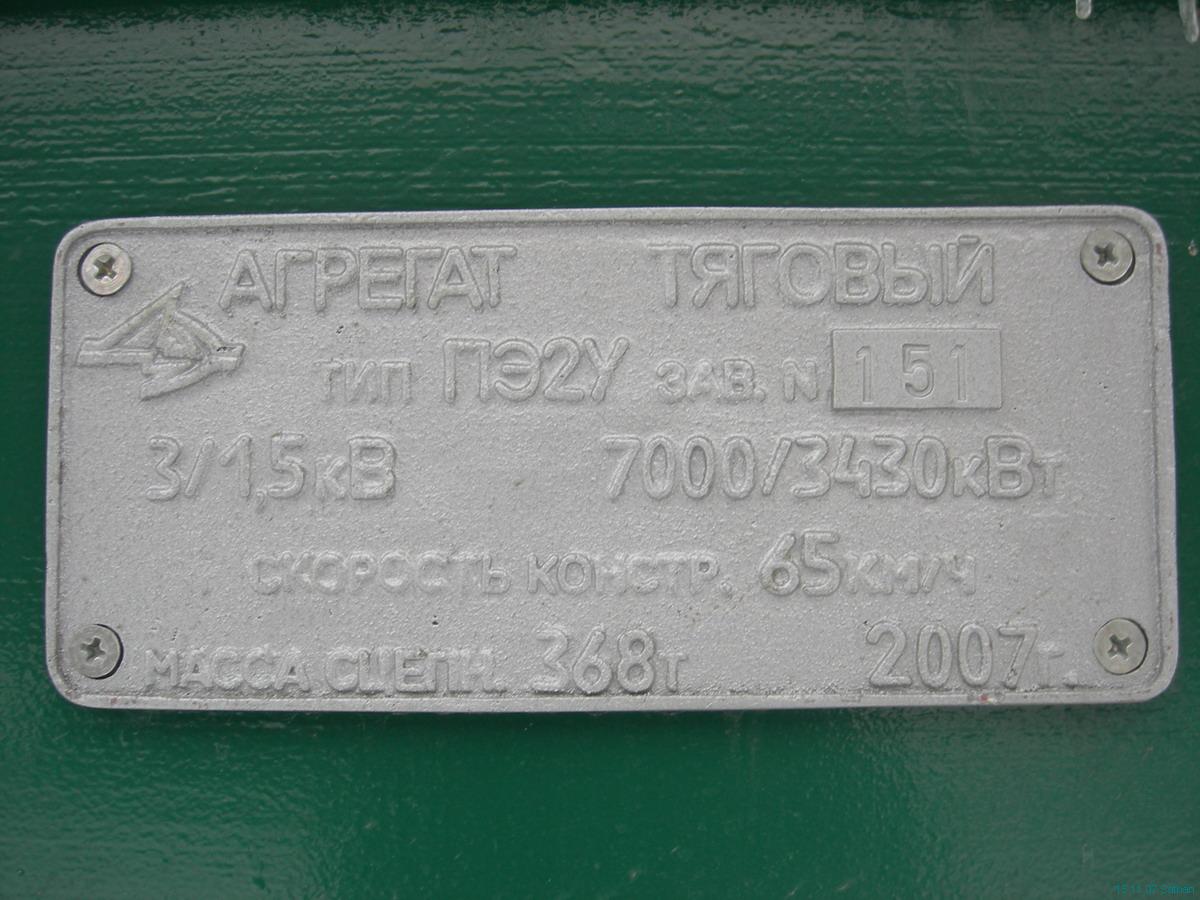 АГРЕГАТ ТЯГОВЫЙ
ТИП ПЭ2У ЗАВ. N 151
3/1,5кВ 7000/3430кВт
СКОРОСТЬ КОНСТР. 65КМ/Ч
МАССА СЦЕПН. 368т 2007г.